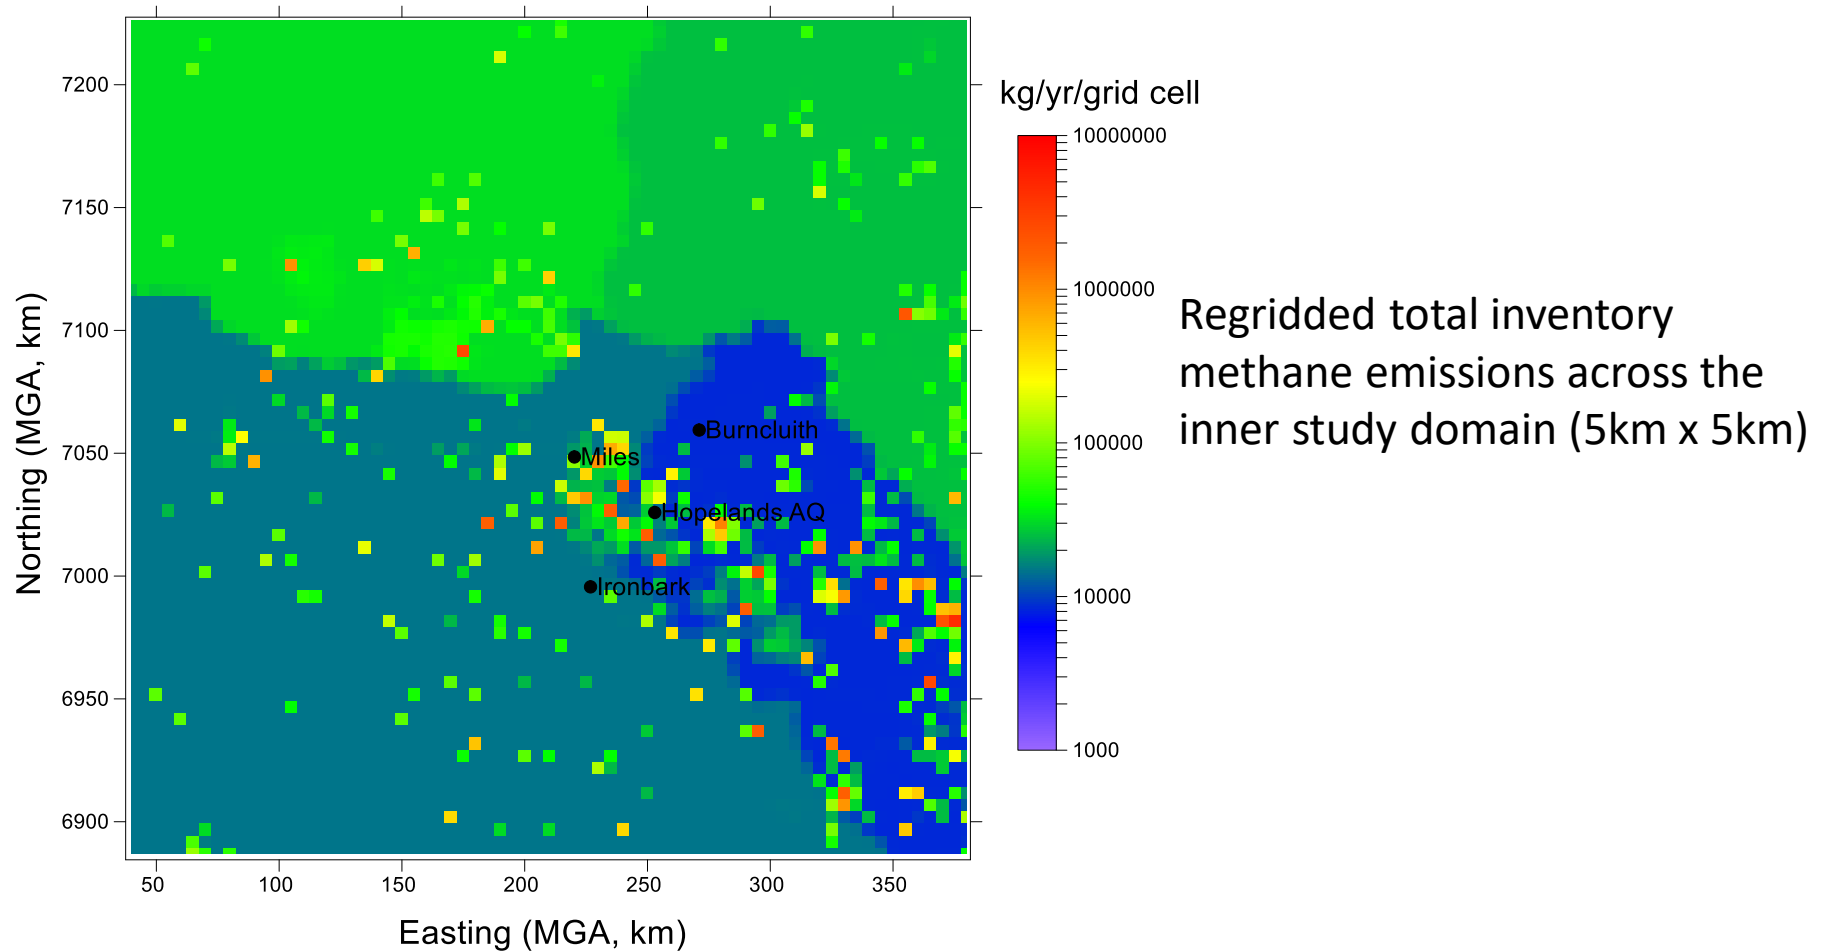 kg/yr/grid cell
10000000
1000000
100000
10000
1000
7200
7150
7100
7050
7000
6950
6900
Northing (MGA, km)
Burncluith
Miles
Hopelands AQ
Ironbark
50
100
150
200
250
300
350
Easting (MGA, km)
Regridded total inventory
methane emissions across the
inner study domain (5km x 5km)